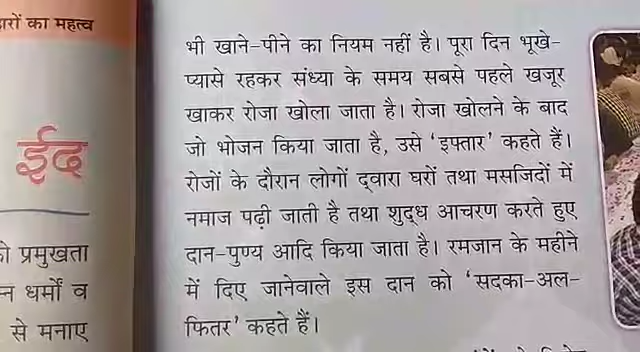 का महत्व
ईद
प्रमुखता
धर्मों व
से मनाए
भी खाने-पीने का नियम नहीं है। पूरा दिन भूखे-
प्यासे रहकर संध्या के समय सबसे पहले खजूर
खाकर रोजा खोला जाता है। रोजा खोलने के बाद
जो भोजन किया जाता है, उसे ‘इफ्तार’ कहते हैं।
रोजों के दौरान लोगों द्वारा घरों तथा मसजिदों में
नमाज पढ़ी जाती है तथा शुद्ध आचरण करते हुए
दान-पुण्य आदि किया जाता है। रमजान के महीने
में दिए जानेवाले इस दान को ‘सदका-अल-
फितर’ कहते हैं।